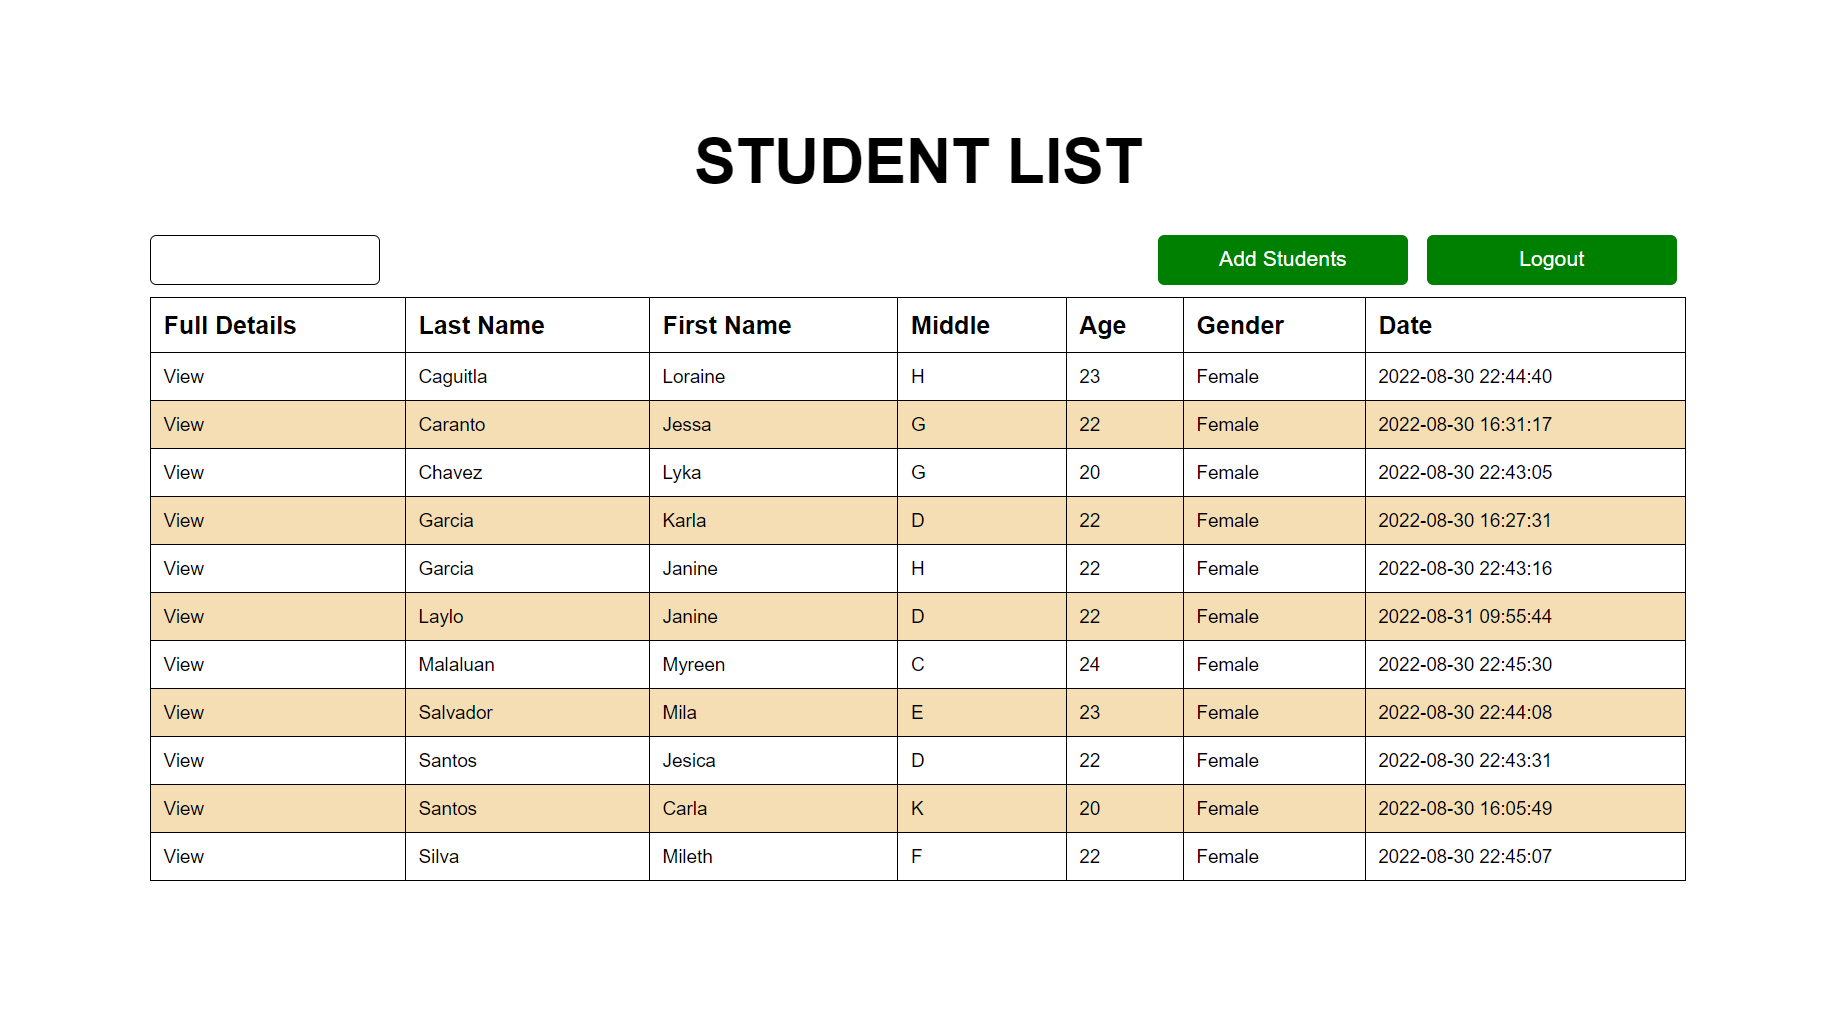 STUDENT LIST
Add Students Logout
Full Details Last Name First Name Middle Age Gender Date
View Caguitla Loraine H 23 Female 2022-08-30 22:44:40
View Caranto Jessa G 22 Female 2022-08-30 16:31:17
View Chavez Lyka G 20 Female 2022-08-30 22:43:05
View Garcia Karla D 22 Female 2022-08-30 16:27:31
View Garcia Janine H 22 Female 2022-08-30 22:43:16
View Laylo Janine D 22 Female 2022-08-31 09:55:44
View Malaluan Myreen C 24 Female 2022-08-30 22:45:30
View Salvador Mila E 23 Female 2022-08-30 22:44:08
View Santos Jesica D 22 Female 2022-08-30 22:43:31
View Santos Carla K 20 Female 2022-08-30 16:05:49
View Silva Mileth F 22 Female 2022-08-30 22:45:07